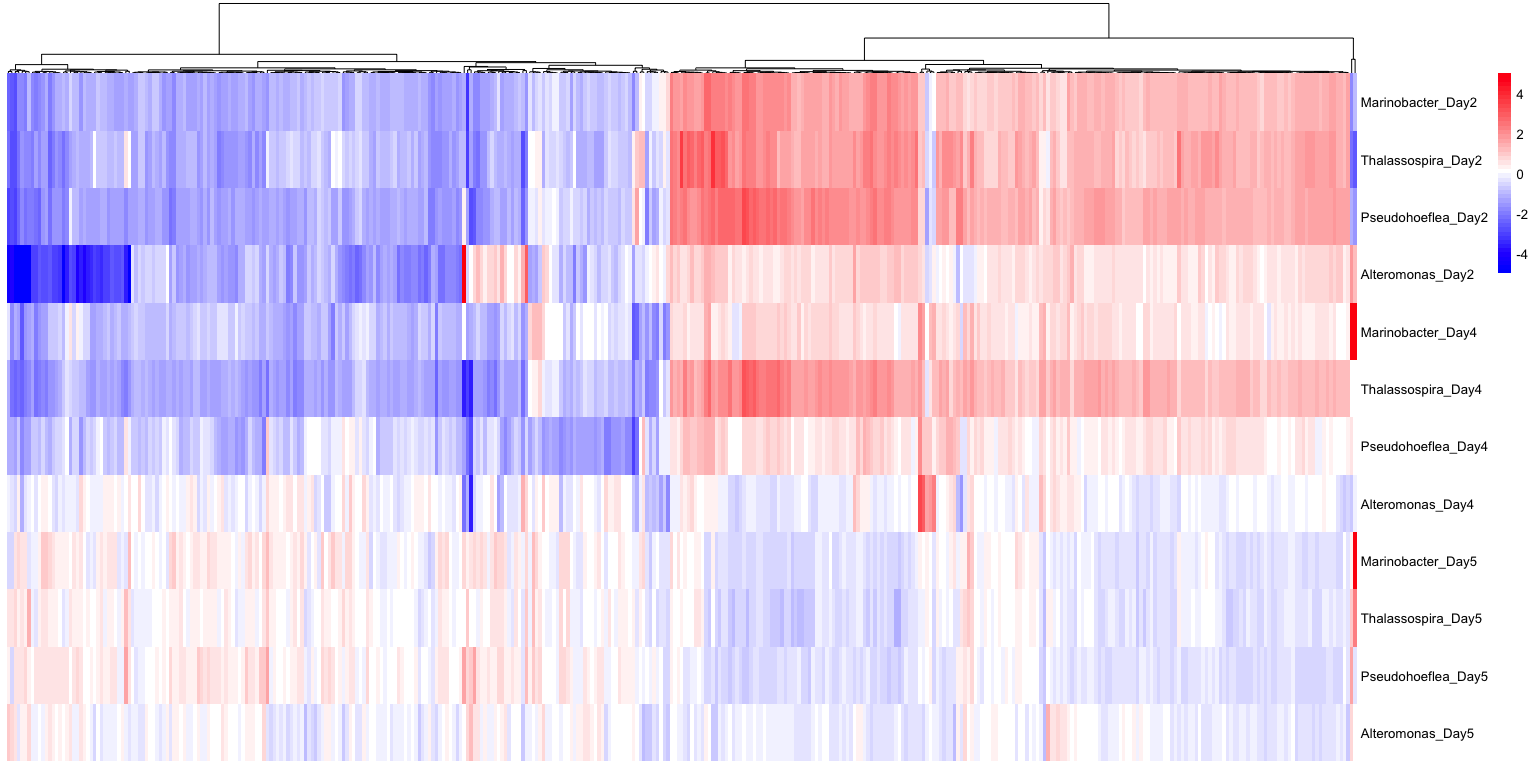 Marinobacter_Day2
4
2
Thalassospira_Day2
0
Pseudohoeflea_Day2
-2
-4
Alteromonas_Day2
Marinobacter_Day4
Thalassospira_Day4
Pseudohoeflea_Day4
Alteromonas_Day4
Marinobacter_Day5
Thalassospira_Day5
Pseudohoeflea_Day5
Alteromonas_Day5